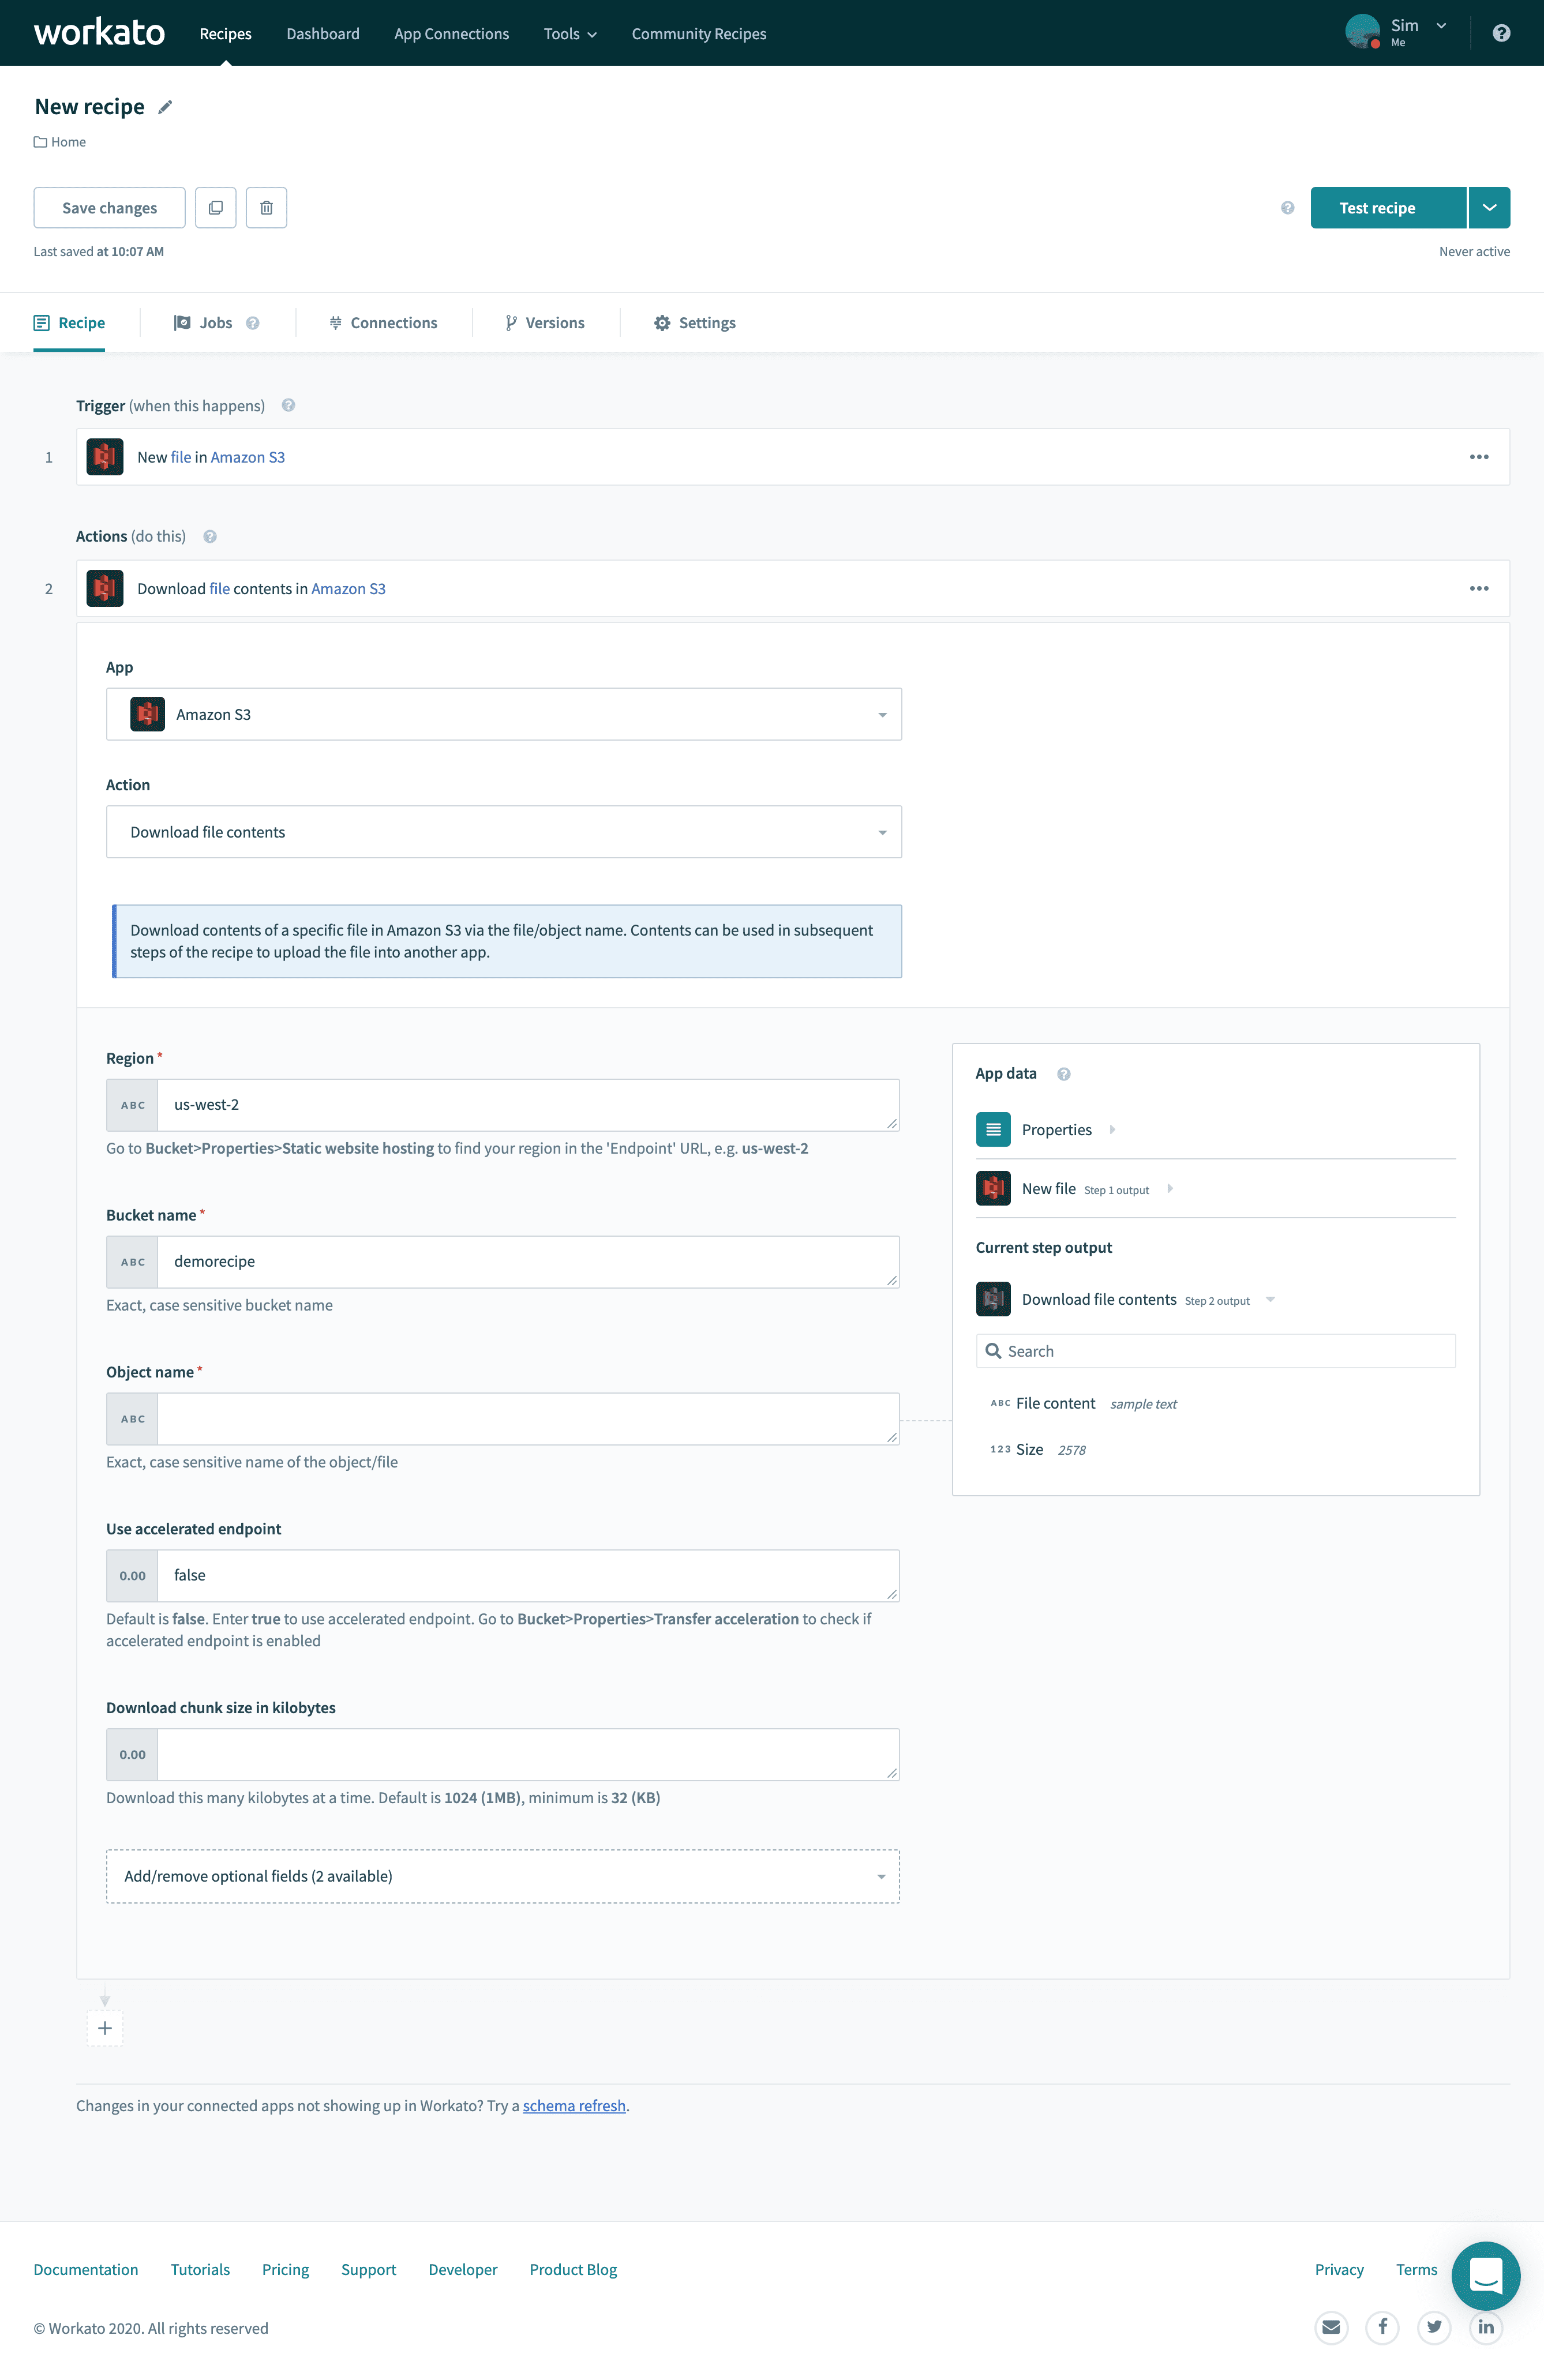 workato Recipes Dashboard App Connections Tools Community Recipes Sim
Me
New recipe
Home
Save changes
Test recipe
Last saved at 10:07 AM
Never active
Recipe Jobs Connections Versions Settings
Trigger (when this happens)
1 New file in Amazon S3
Actions (do this)
2 Download file contents in Amazon S3
App
Amazon S3
Action
Download file contents
Download contents of a specific file in Amazon S3 via the file/object name. Contents can be used in subsequent
steps of the recipe to upload the file into another app.
Region*
ABC us-west-2
Go to Bucket>Properties>Static website hosting to find your region in the 'Endpoint' URL, e.g. us-west-2
Bucket name*
ABC demorecipe
Exact, case sensitive bucket name
Object name*
ABC
Exact, case sensitive name of the object/file
Use accelerated endpoint
0.00 false
Default is false. Enter true to use accelerated endpoint. Go to Bucket>Properties>Transfer acceleration to check if
accelerated endpoint is enabled
Download chunk size in kilobytes
0.00
Download this many kilobytes at a time. Default is 1024 (1MB), minimum is 32 (KB)
Add/remove optional fields (2 available)
App data
Properties
New file Step 1 output
Current step output
Download file contents Step 2 output
Search
ABC File content sample text
123 Size 2578
Changes in your connected apps not showing up in Workato? Try a schema refresh.
Documentation Tutorials Pricing Support Developer Product Blog Privacy Terms
© Workato 2020. All rights reserved